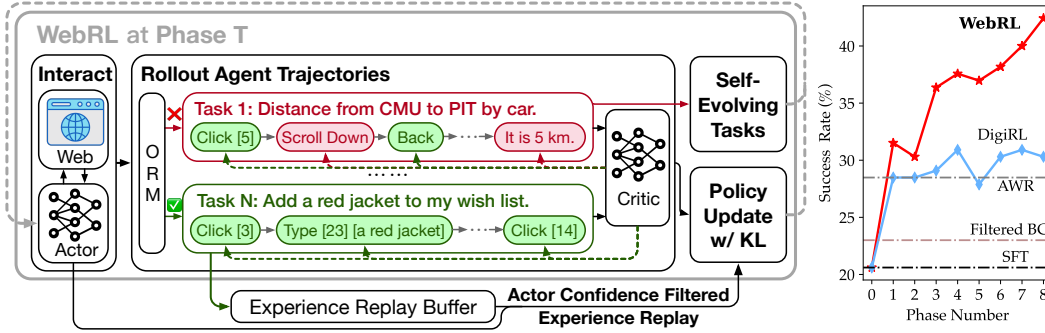 WebRL at Phase T
Interact
Web
Actor
Rollout Agent Trajectories
ORM
Task 1: Distance from CMU to PIT by car.
Click [5]
Scroll Down
Back
It is 5 km.
... ...
Task N: Add a red jacket to my wish list.
Click [3]
Type [23] [a red jacket]
Click [14]
Critic
Self-
Evolving
Tasks
Policy
Update
w/ KL
Experience Replay Buffer
Actor Confidence Filtered
Experience Replay
WebRL
DigiRL
AWR
Filtered BC
SFT
Success Rate (%)
40
35
30
25
20
0 1 2 3 4 5 6 7 8
Phase Number